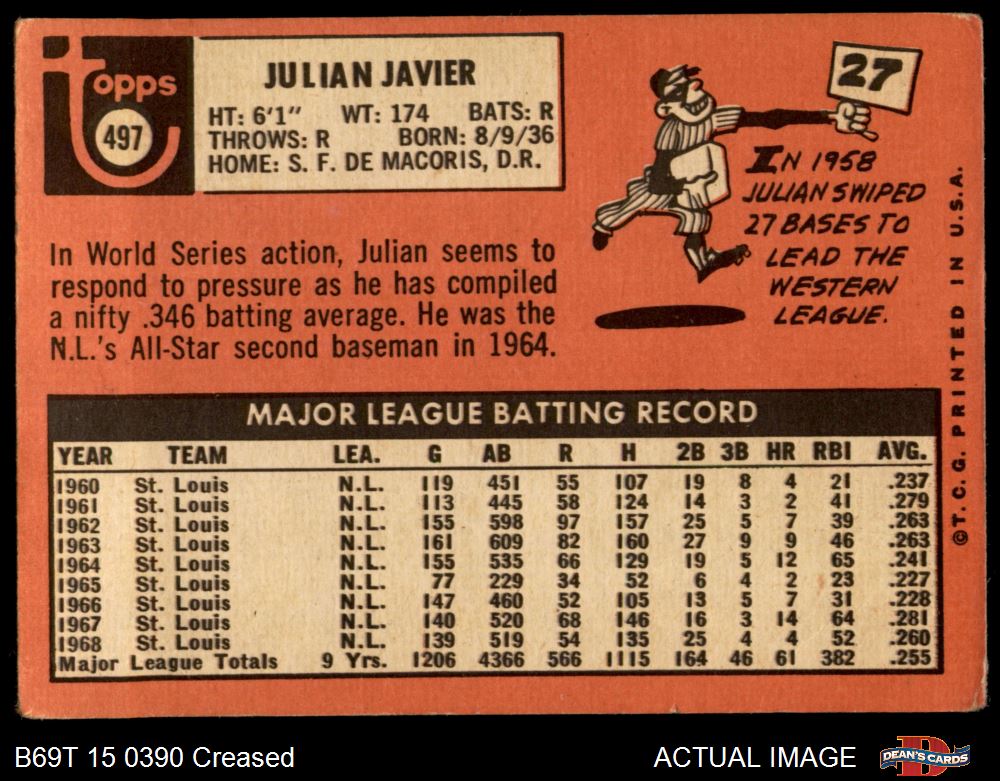 Topps
497
JULIAN JAVIER
HT: 6'1" WT: 174 BATS: R
THROWS: R BORN: 8/9/36
HOME: S. F. DE MACORIS, D.R.
27
IN 1958
JULIAN SWIPED
27 BASES TO
LEAD THE
WESTERN
LEAGUE.
In World Series action, Julian seems to
respond to pressure as he has compiled
a nifty .346 batting average. He was the
N.L.'s All-Star second baseman in 1964.
MAJOR LEAGUE BATTING RECORD
YEAR TEAM LEA. G AB R H 2B 3B HR RBI AVG.
1960 St. Louis N.L. 119 451 55 107 19 8 4 21 .237
1961 St. Louis N.L. 113 445 58 124 14 3 2 41 .279
1962 St. Louis N.L. 155 598 97 157 25 5 7 39 .263
1963 St. Louis N.L. 161 609 82 160 27 9 9 46 .263
1964 St. Louis N.L. 155 535 66 129 19 5 12 65 .241
1965 St. Louis N.L. 77 229 34 52 6 4 2 23 .227
1966 St. Louis N.L. 147 460 52 105 13 5 7 31 .228
1967 St. Louis N.L. 140 520 68 146 16 3 14 64 .281
1968 St. Louis N.L. 139 519 54 135 25 4 4 52 .260
Major League Totals 9 Yrs. 1206 4366 566 1115 164 46 61 382 .255
©T. C. G. PRINTED IN U.S.A.
B69T 15 0390 Creased ACTUAL IMAGE
D
DEAN'S CARDS